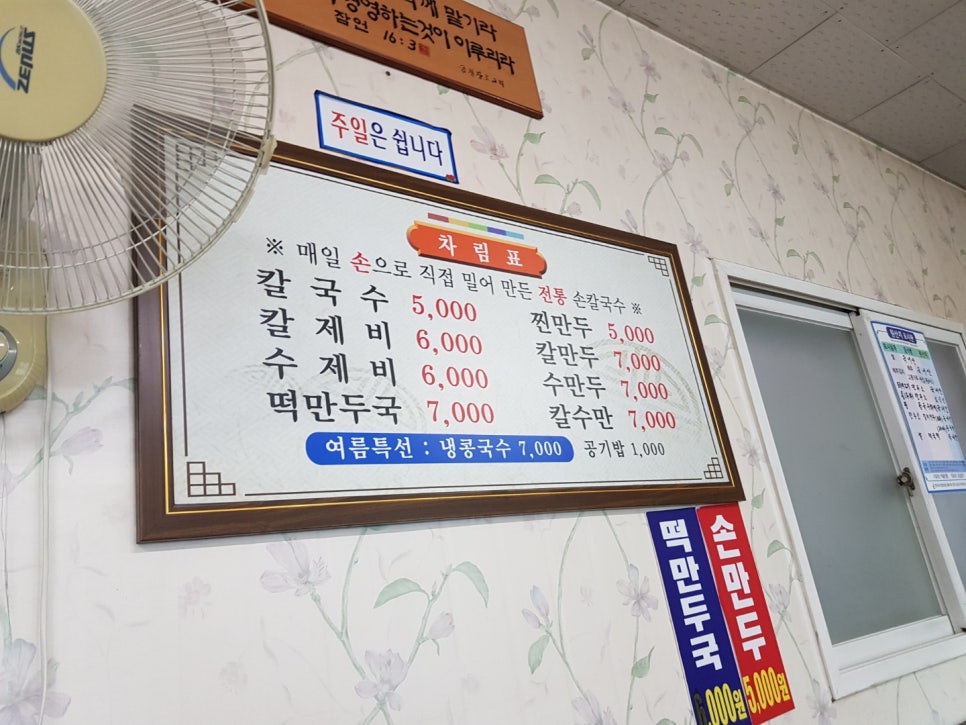 맡기라
경영하는것이 이루리라
잠언 16:3
주일은 쉽니다
ZENUS
차림표
※ 매일 손으로 직접 밀어 만든 전통 손칼국수 ※
칼국수 5,000
칼제비 6,000
수제비 6,000
떡만두국 7,000
찐만두 5,000
칼만두 7,000
수만두 7,000
칼수만 7,000
여름특선 : 냉콩국수 7,000
공기밥 1,000
떡만두국
6,000원
손만두
5,000원